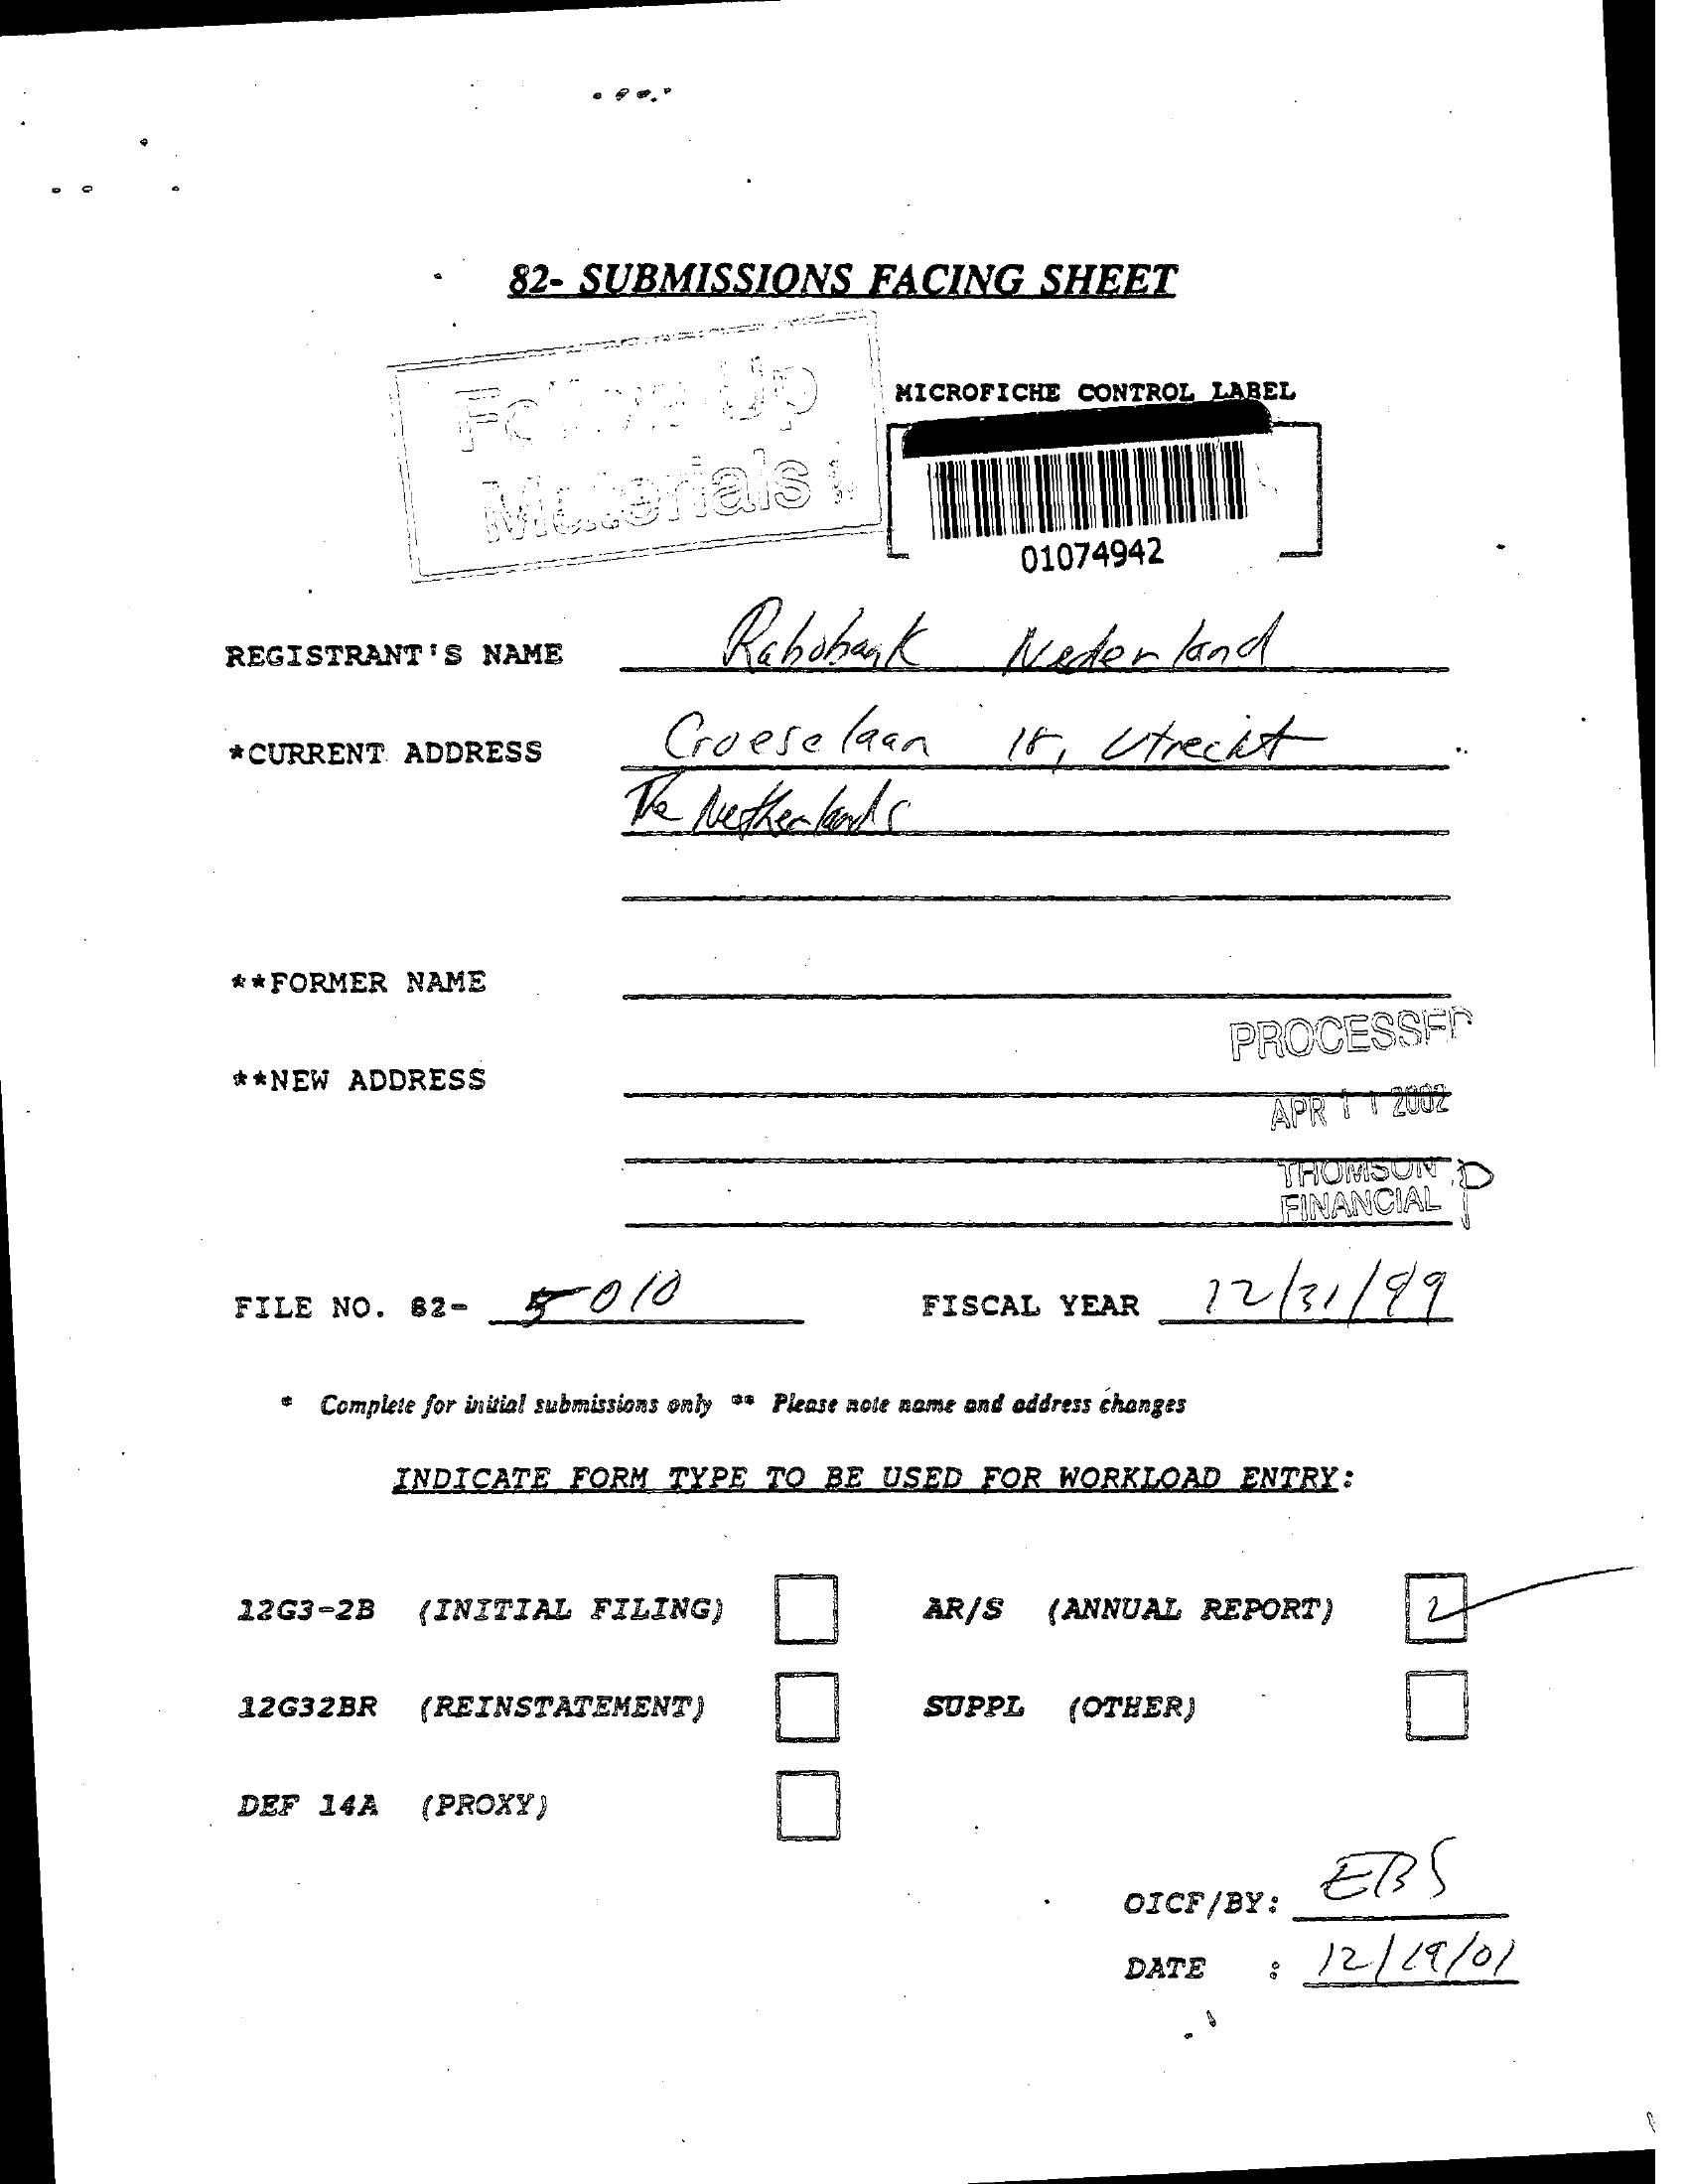 82- SUBMISSIONS FACING SHEET
Follow-Up
Materials
MICROFICHE CONTROL LABEL
01074942
REGISTRANT'S NAME Rabobank Nederland
*CURRENT ADDRESS Croeselaan 18, Utrecht
The Netherlands
**FORMER NAME
PROCESSED
**NEW ADDRESS
APR 11 2002
THOMSON
FINANCIAL P
FILE NO. 82- 5010 FISCAL YEAR 12/31/99
* Complete for initial submissions only ** Please note name and address changes
INDICATE FORM TYPE TO BE USED FOR WORKLOAD ENTRY:
12G3-2B (INITIAL FILING) AR/S (ANNUAL REPORT)
12G32BR (REINSTATEMENT) SUPPL (OTHER)
DEF 14A (PROXY)
OICF/BY: EBS
DATE : 12/19/01